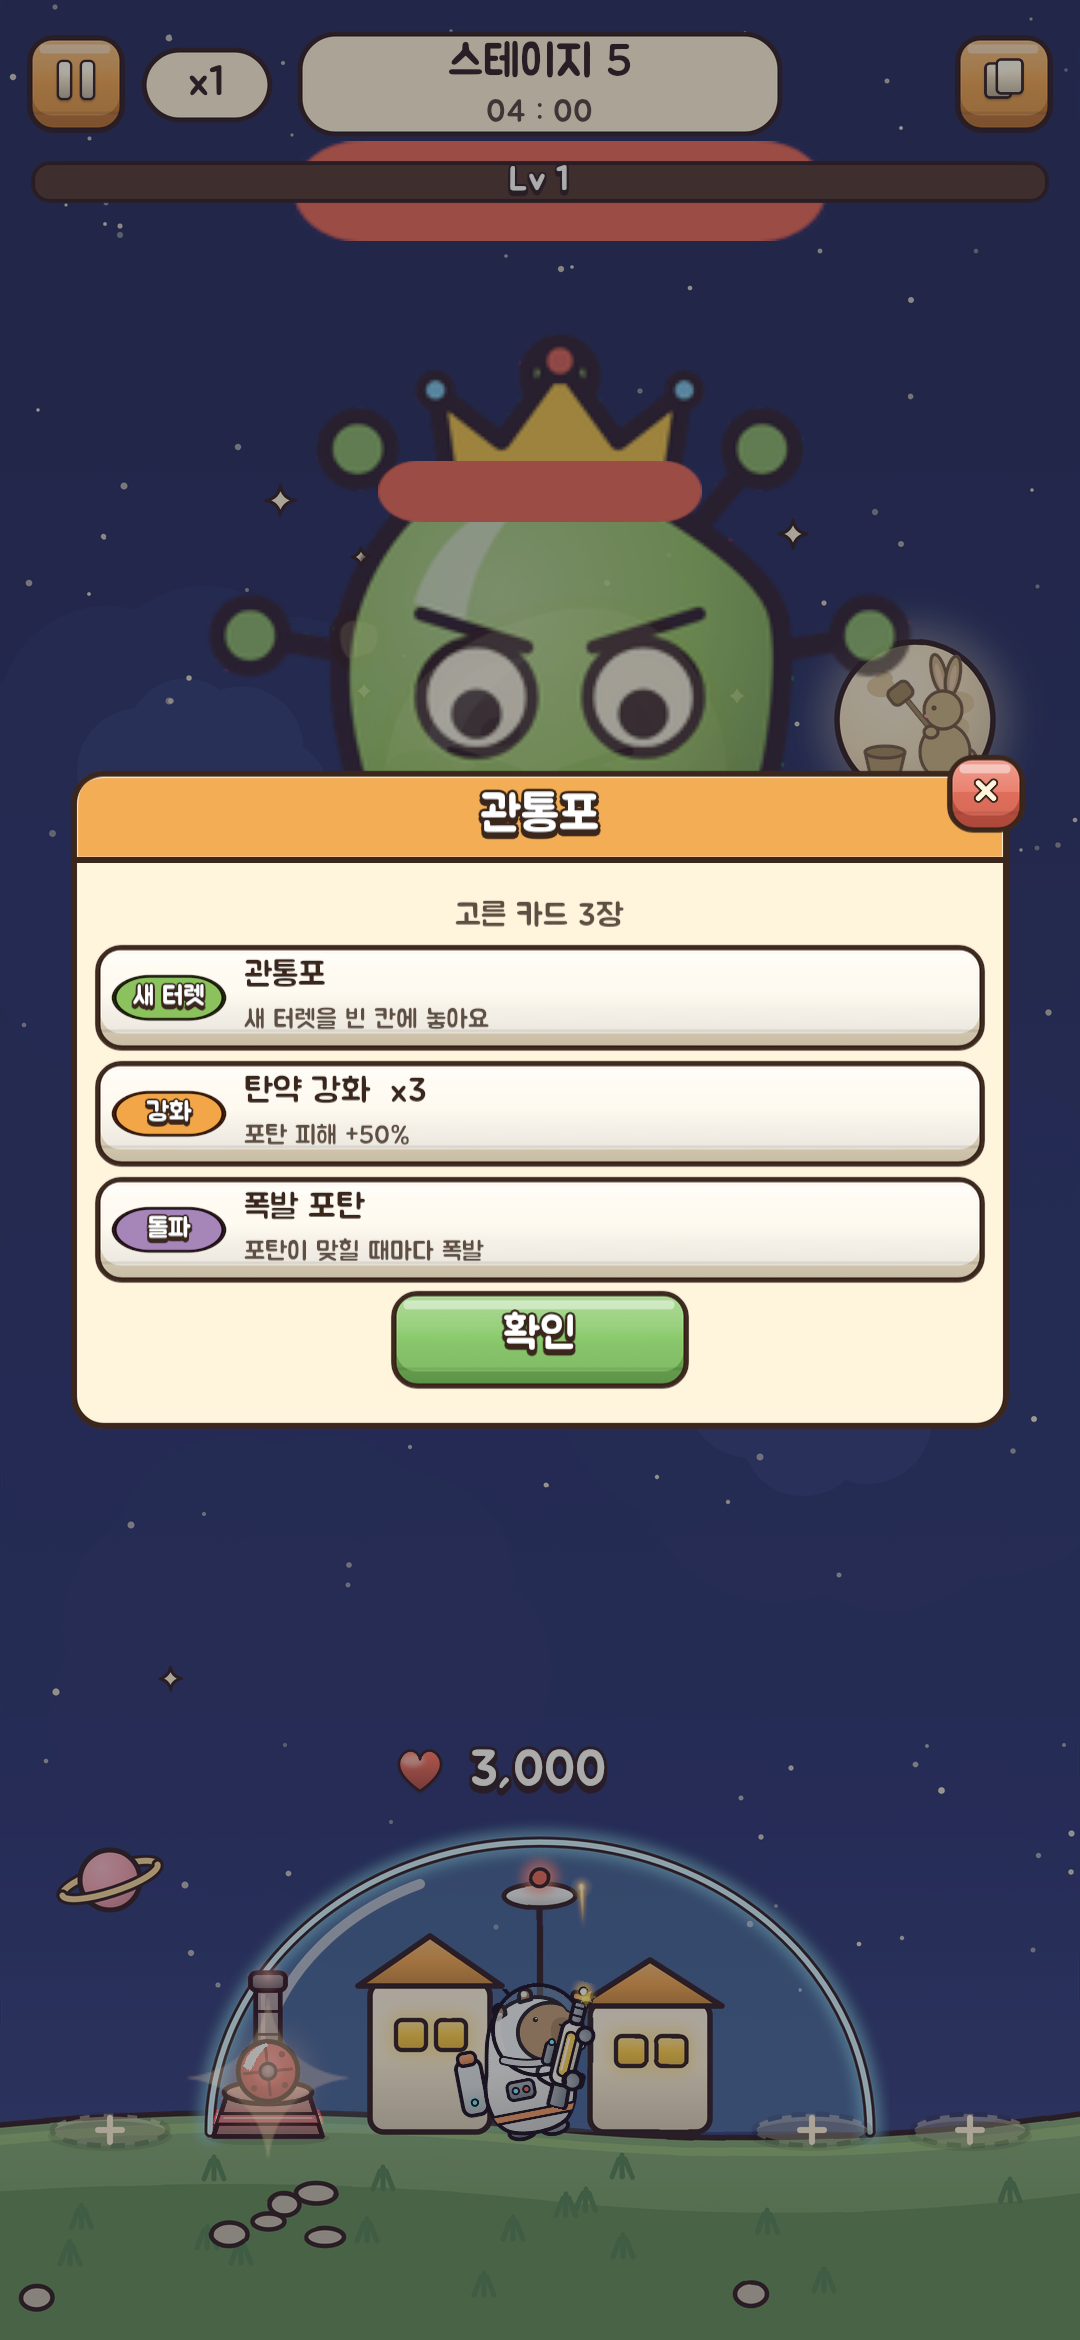 x1
스테이지 5
04 : 00
Lv 1
관통포
고른 카드 3장
새 터렛
관통포
새 터렛을 빈 칸에 놓아요
강화
탄약 강화 x3
포탄 피해 +50%
돌파
폭발 포탄
포탄이 맞힐 때마다 폭발
확인
3,000